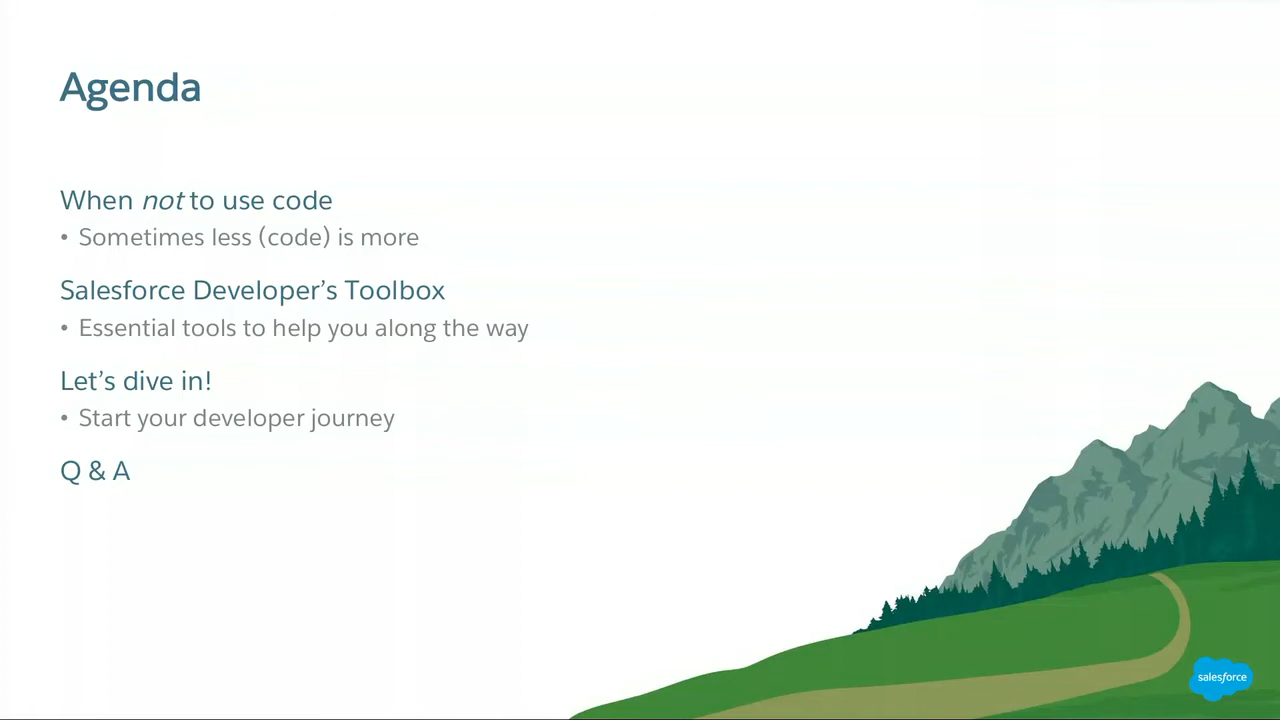 Agenda
When not to use code
• Sometimes less (code) is more
Salesforce Developer’s Toolbox
• Essential tools to help you along the way
Let’s dive in!
• Start your developer journey
Q & A
salesforce